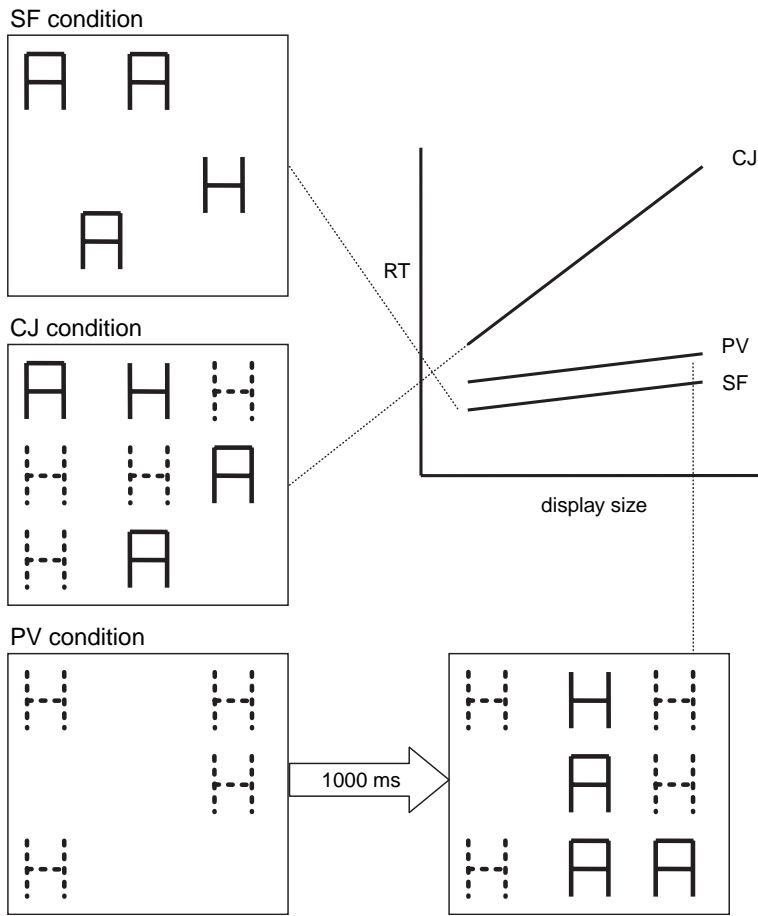 SF condition
A A
H
A
CJ condition
A H H
H H A
H A
PV condition
H H
H
H
1000 ms
H H H
A H
H A A
RT
CJ
PV
SF
display size